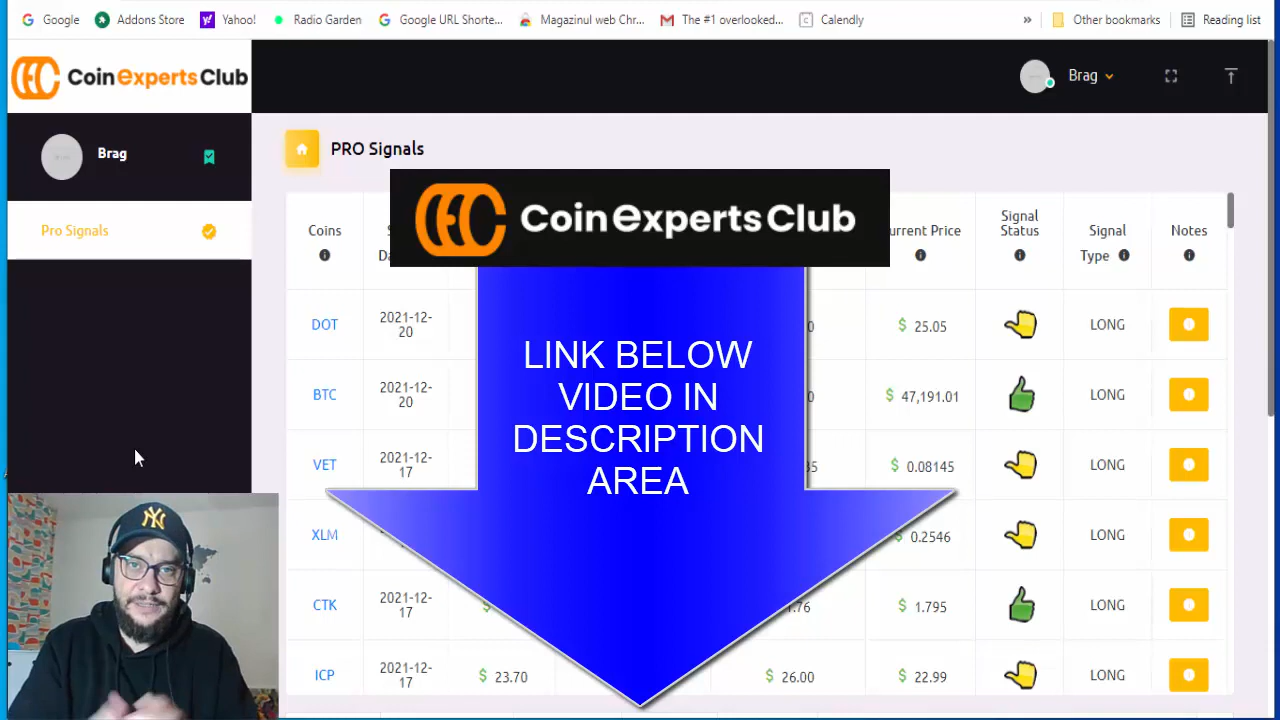 Google Addons Store Yahoo! Radio Garden Google URL Shorte... Magazinul web Chr... The #1 overlooked... Calendly » Other bookmarks Reading list
CoinExpertsClub
Brag
Brag
PRO Signals
CoinExpertsClub
Pro Signals
Coins
Signal
Status
Signal
Type
Notes
urrent Price
DOT 2021-12-
20 $ 25.05 LONG
BTC 2021-12-
20 $ 47,191.01 LONG
VET 2021-12-
17 $ 0.08145 LONG
XLM 0.2546 LONG
CTK 2021-12-
17 $ 1.795 LONG
ICP 2021-12-
17 $ 23.70 $ 26.00 $ 22.99 LONG
LINK BELOW
VIDEO IN
DESCRIPTION
AREA